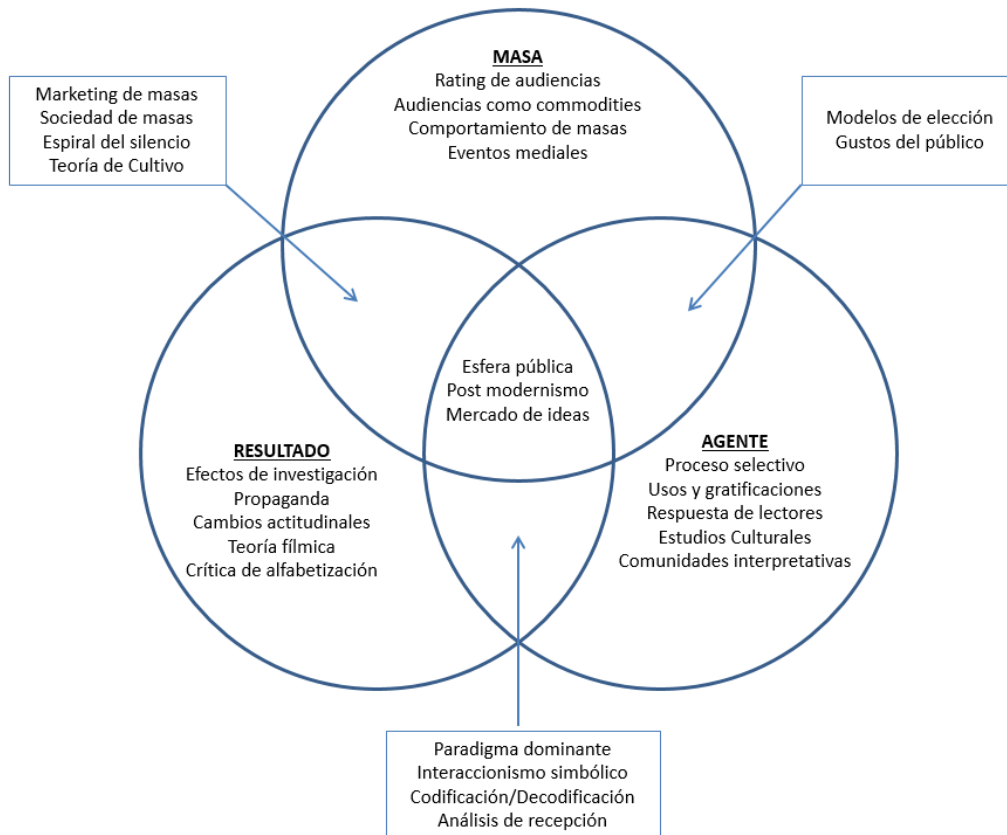 MASA
Rating de audiencias
Audiencias como commodities
Comportamiento de masas
Eventos mediales
Marketing de masas
Sociedad de masas
Espiral del silencio
Teoría de Cultivo
Modelos de elección
Gustos del público
Esfera pública
Post modernismo
Mercado de ideas
RESULTADO
Efectos de investigación
Propaganda
Cambios actitudinales
Teoría fílmica
Crítica de alfabetización
AGENTE
Proceso selectivo
Usos y gratificaciones
Respuesta de lectores
Estudios Culturales
Comunidades interpretativas
Paradigma dominante
Interaccionismo simbólico
Codificación/Decodificación
Análisis de recepción